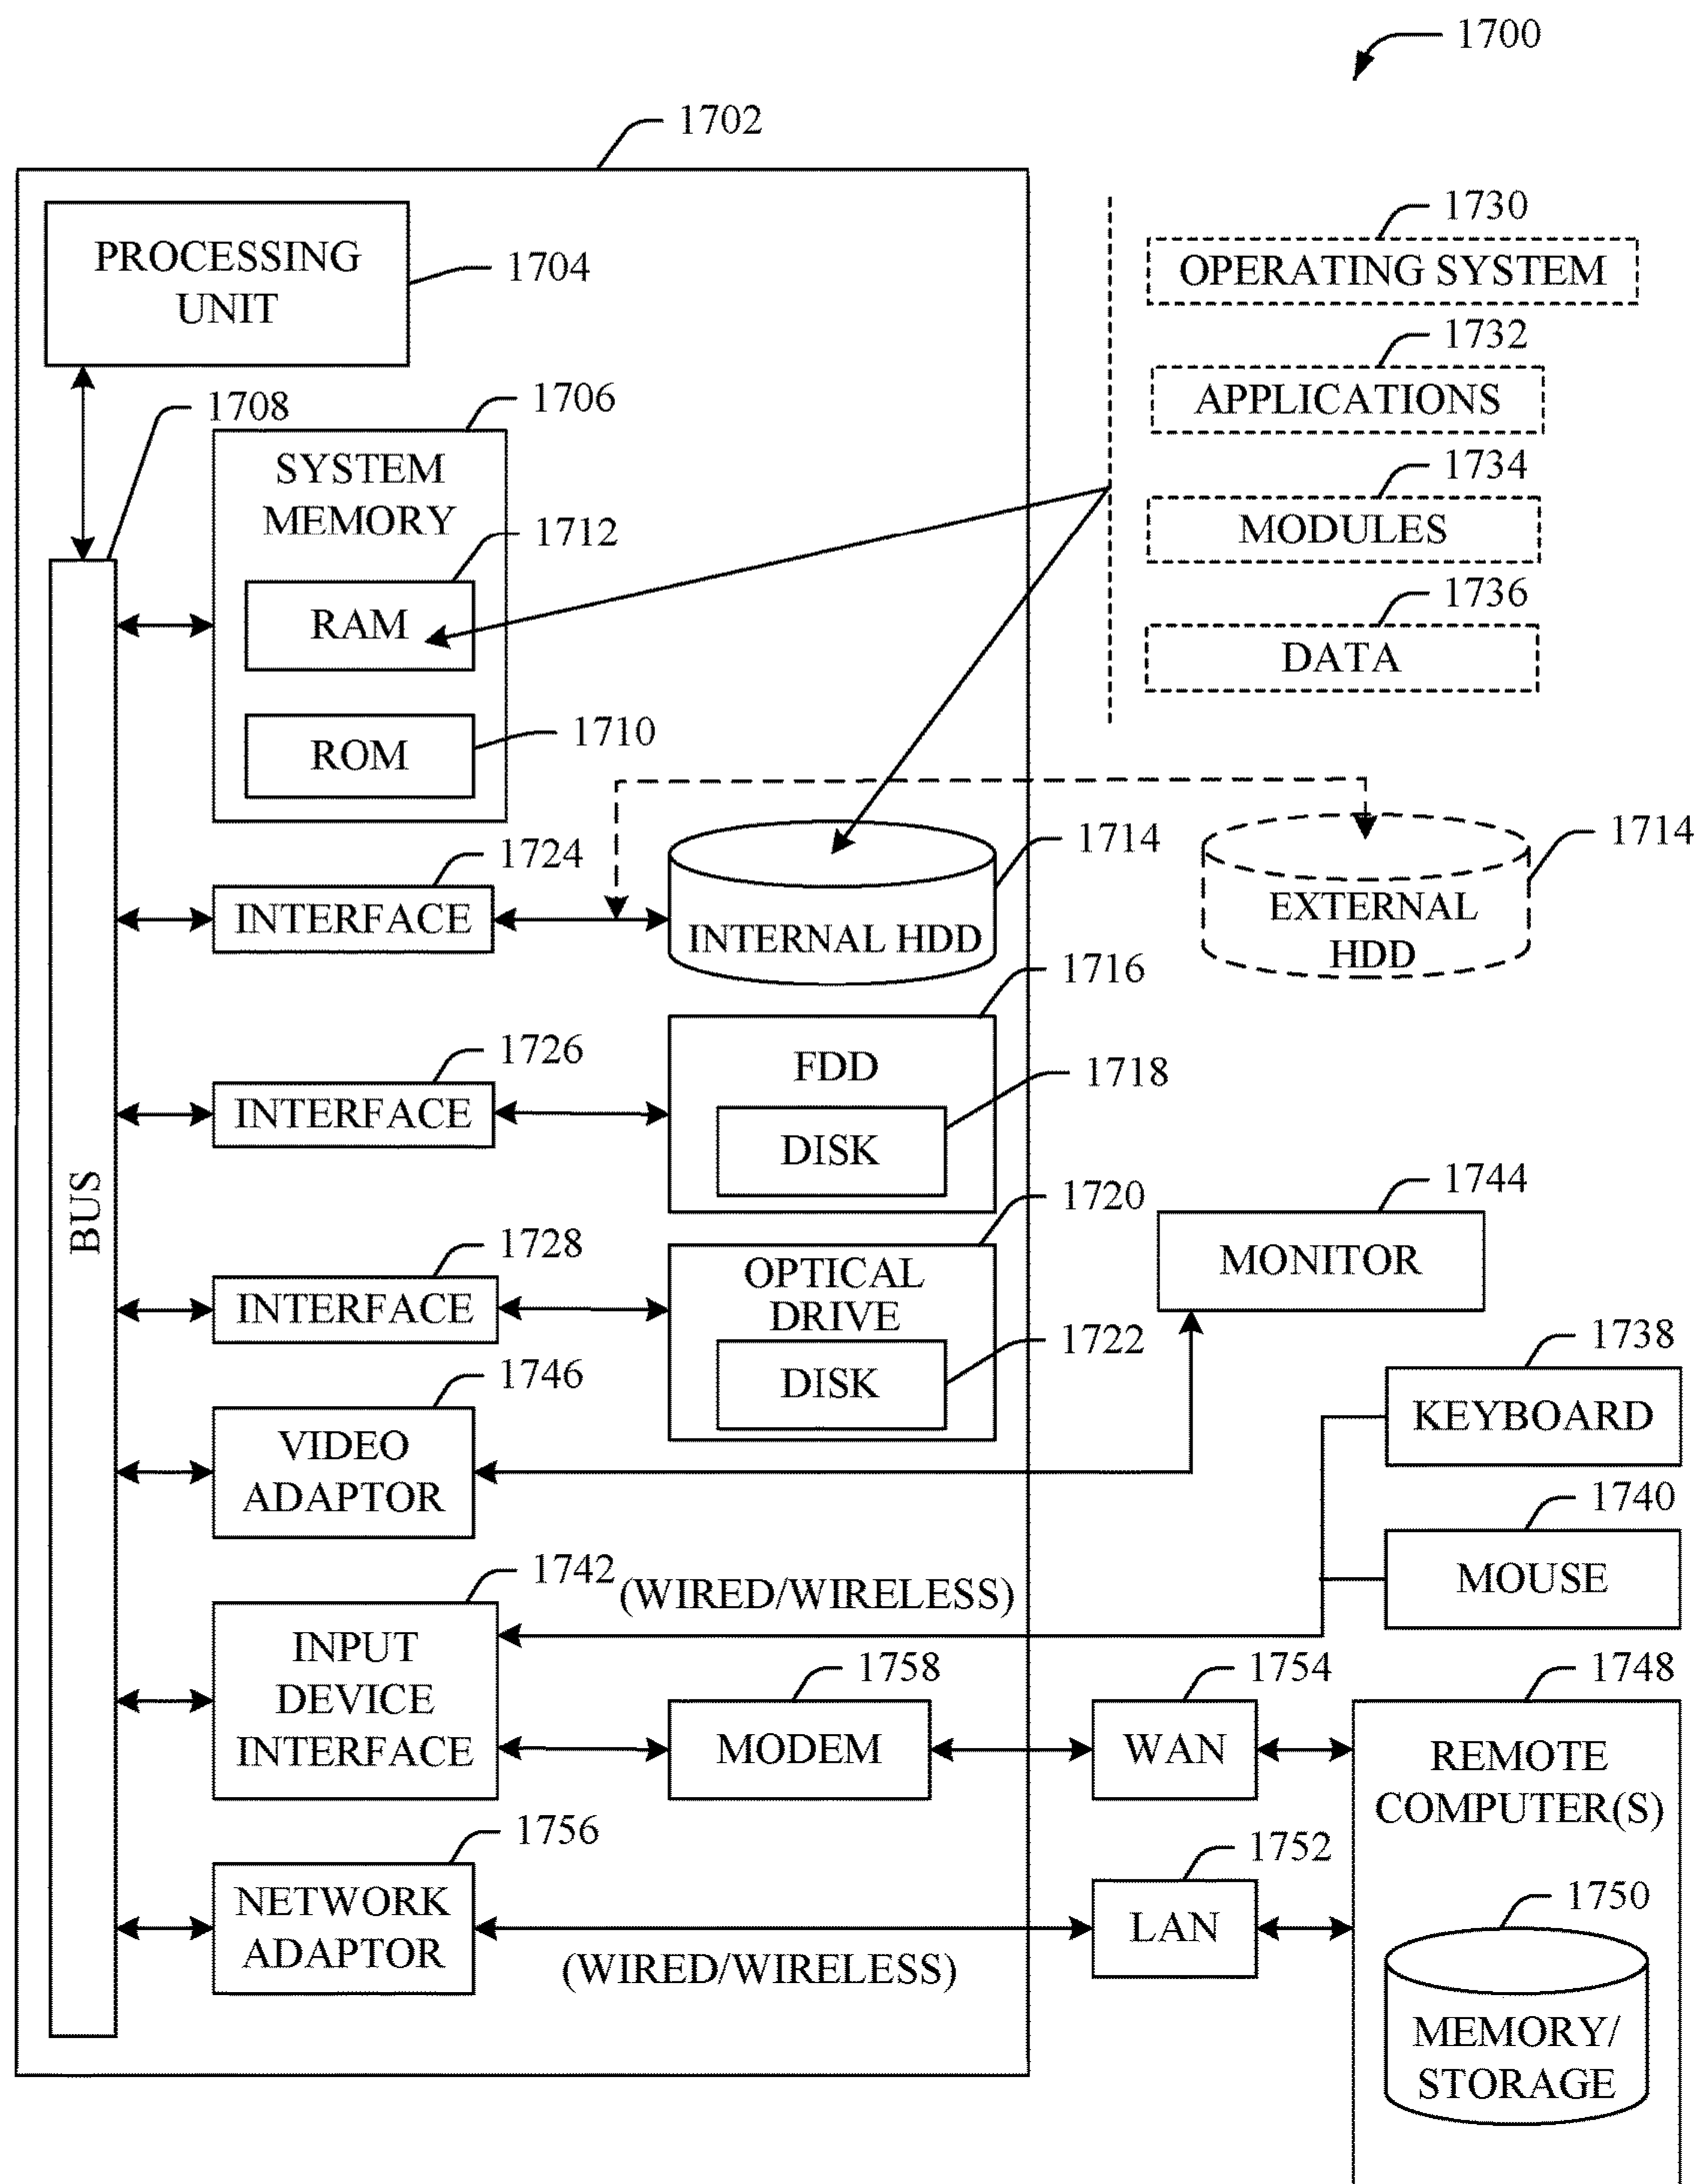 1700
1702
PROCESSING
UNIT
1704
1730
OPERATING SYSTEM
1732
APPLICATIONS
1734
MODULES
1736
DATA
1708
1706
SYSTEM
MEMORY
1712
RAM
1710
ROM
BUS
1724
INTERFACE
1714
INTERNAL HDD
1714
EXTERNAL
HDD
1726
INTERFACE
1716
FDD
1718
DISK
1728
INTERFACE
1720
OPTICAL
DRIVE
1722
DISK
1744
MONITOR
1746
VIDEO
ADAPTOR
1738
KEYBOARD
1740
MOUSE
1742
(WIRED/WIRELESS)
INPUT
DEVICE
INTERFACE
1758
MODEM
1754
WAN
1748
REMOTE
COMPUTER(S)
1756
NETWORK
ADAPTOR
(WIRED/WIRELESS)
1752
LAN
1750
MEMORY/
STORAGE